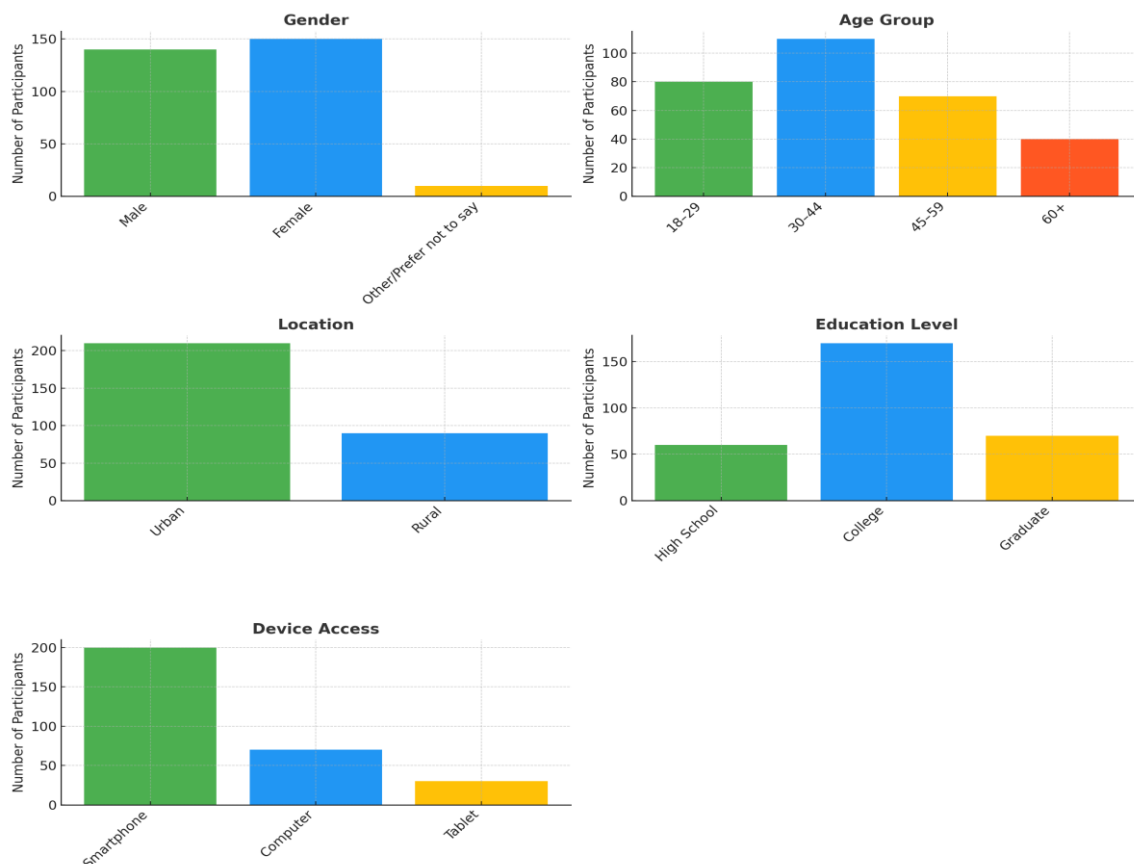 Gender
Number of Participants
150
100
50
0
Male
Female
Other/Prefer not to say
Age Group
Number of Participants
100
80
60
40
20
0
18–29
30–44
45–59
60+
Location
Number of Participants
200
150
100
50
0
Urban
Rural
Education Level
Number of Participants
150
100
50
0
High School
College
Graduate
Device Access
Number of Participants
200
150
100
50
0
Smartphone
Computer
Tablet